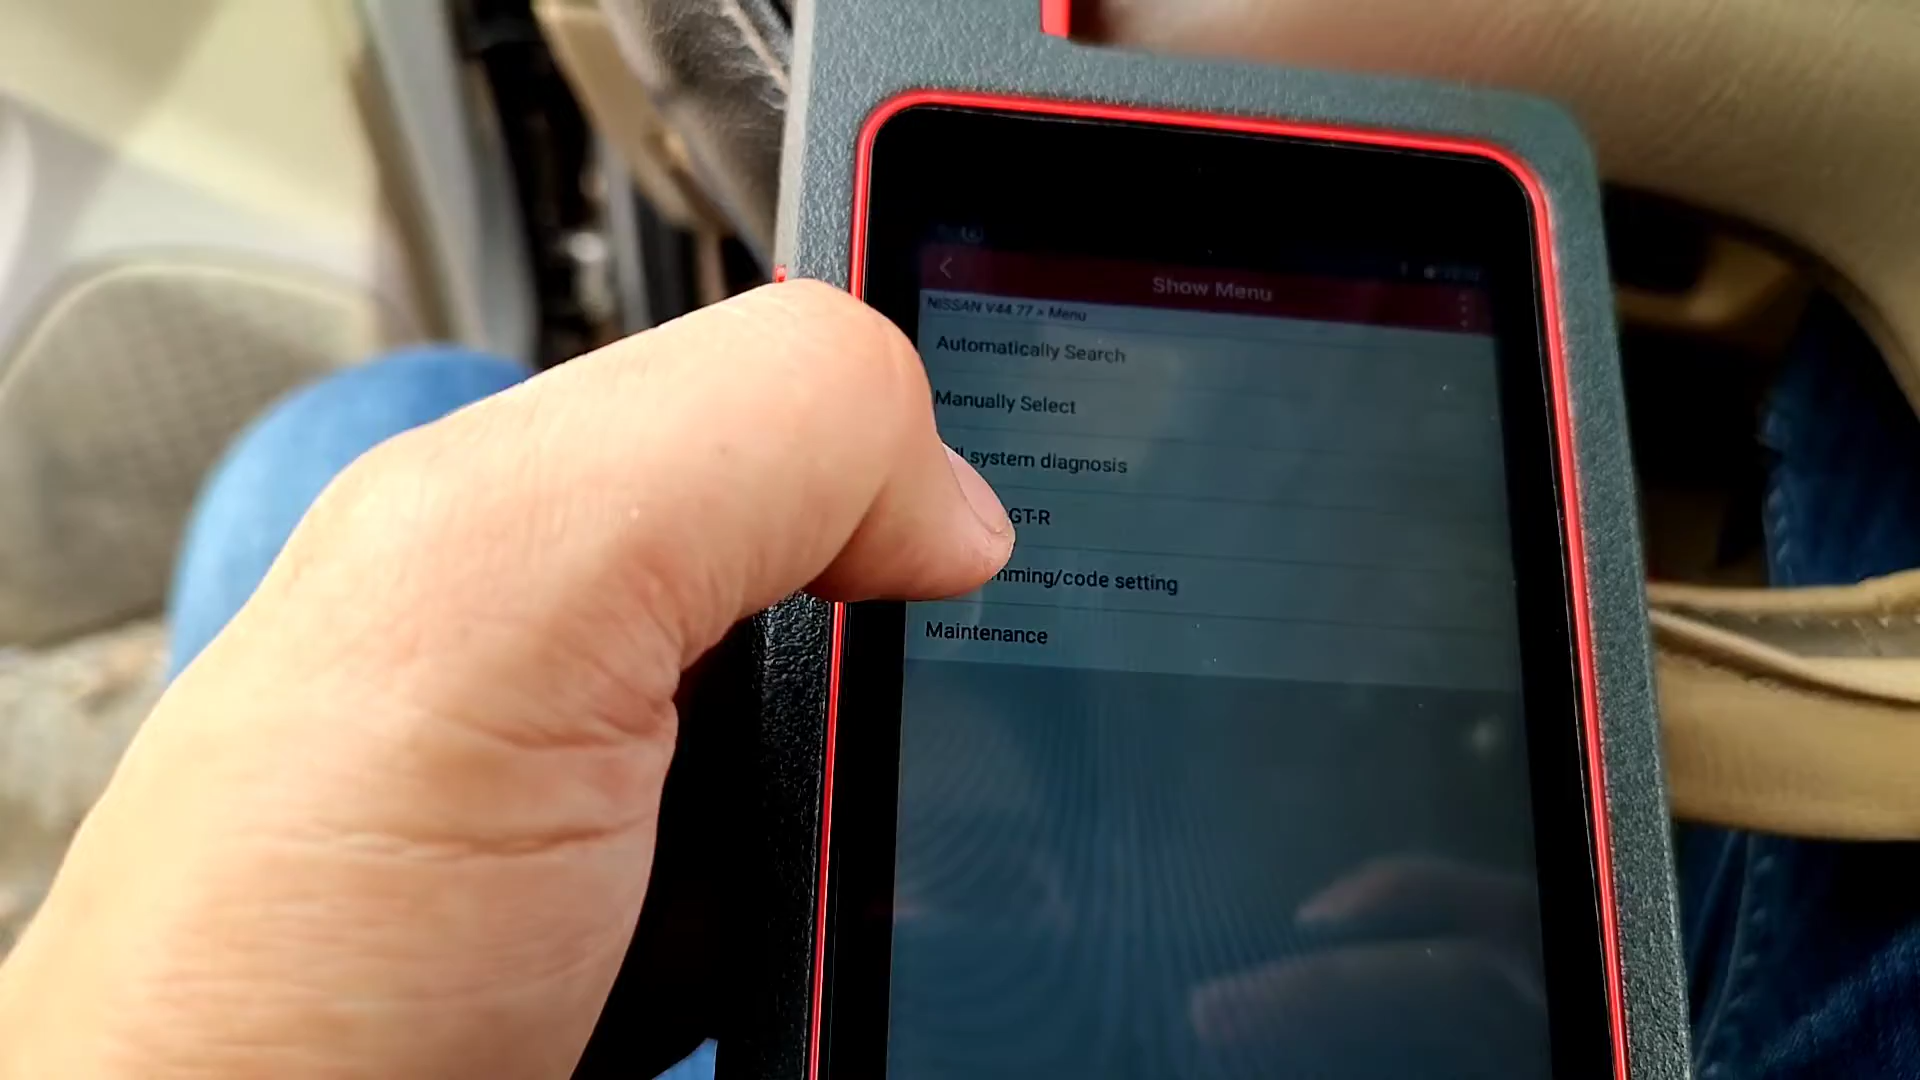 Show Menu
NISSAN V44.77 > Menu
Automatically Search
Manually Select
system diagnosis
GT-R
mming/code setting
Maintenance